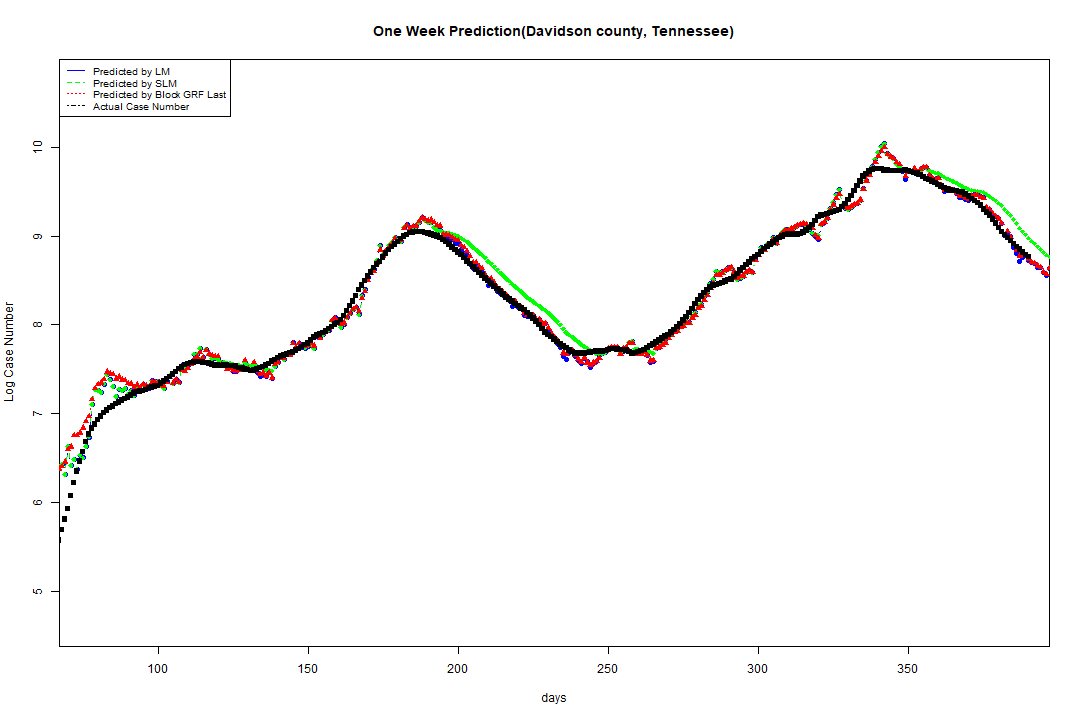 One Week Prediction(Davidson county, Tennessee)
Predicted by LM
Predicted by SLM
Predicted by Block GRF Last
Actual Case Number
Log Case Number
10
9
8
7
6
5
100 150 200 250 300 350
days